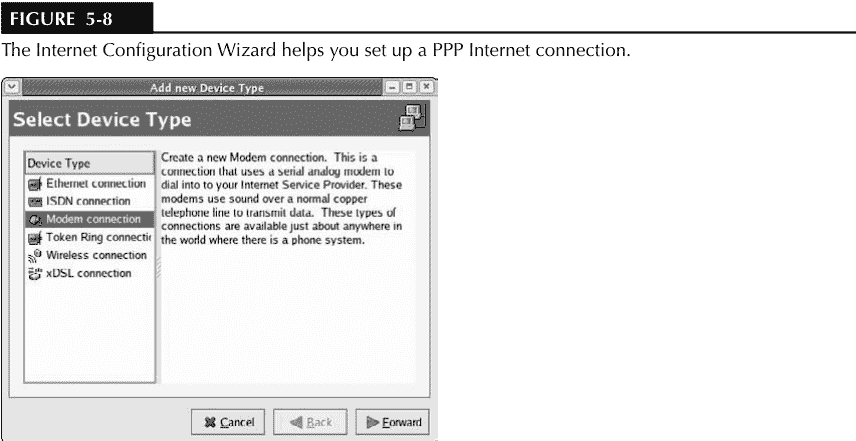 FIGURE 5-8
The Internet Configuration Wizard helps you set up a PPP Internet connection.
Add new Device Type
Select Device Type
Device Type
Ethernet connection
ISDN connection
Modem connection
Token Ring connectic
Wireless connection
xDSL connection
Create a new Modem connection. This is a
connection that uses a serial analog modem to
dial into to your Internet Service Provider. These
modems use sound over a normal copper
telephone line to transmit data. These types of
connections are available just about anywhere in
the world where there is a phone system.
Cancel
Back
Forward